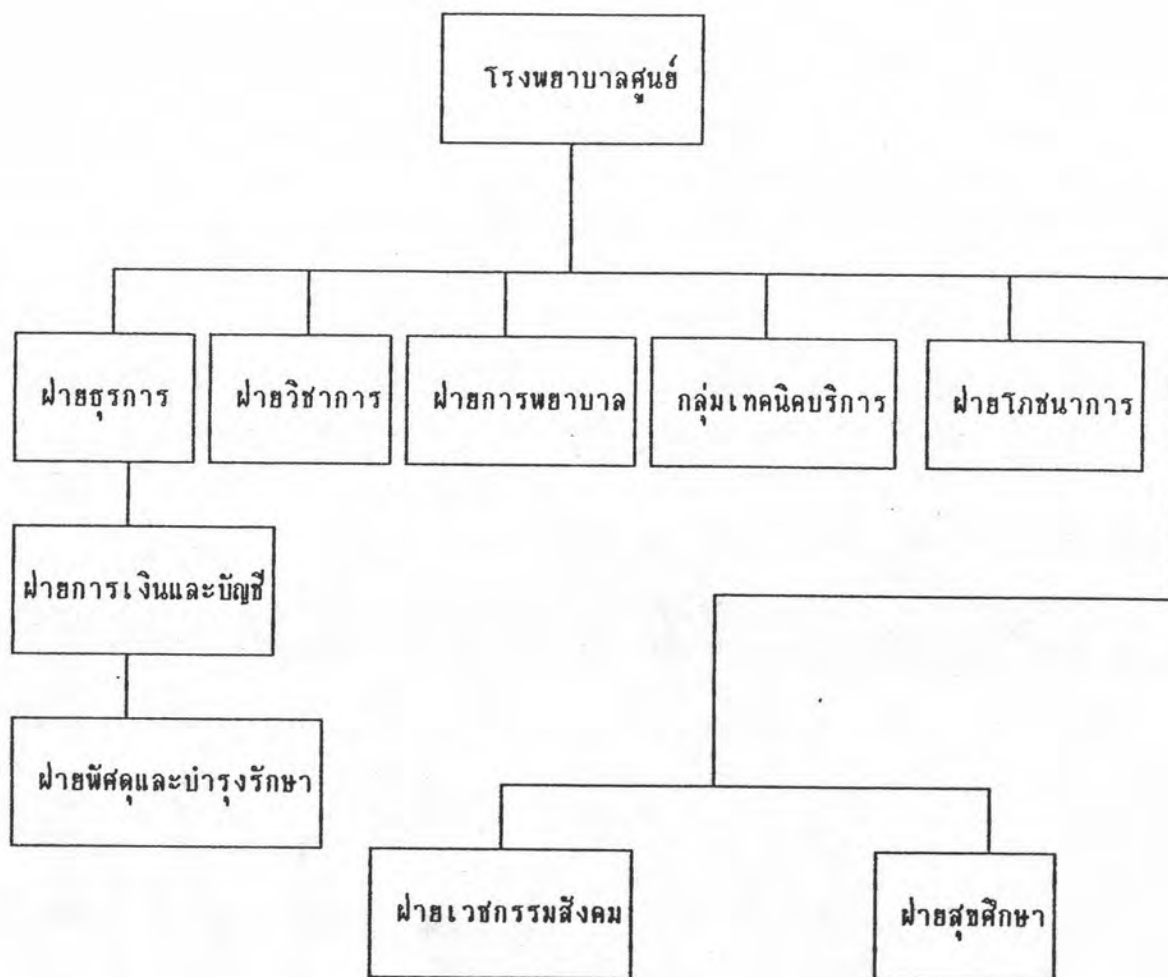 โรงพยาบาลศูนย์
ฝ่ายธุรการ
ฝ่ายวิชาการ
ฝ่ายการพยาบาล
กลุ่มเทคนิคบริการ
ฝ่ายโภชนาการ
ฝ่ายการเงินและบัญชี
ฝ่ายพัศดุและบำรุงรักษา
ฝ่ายเวชกรรมสังคม
ฝ่ายสุขศึกษา